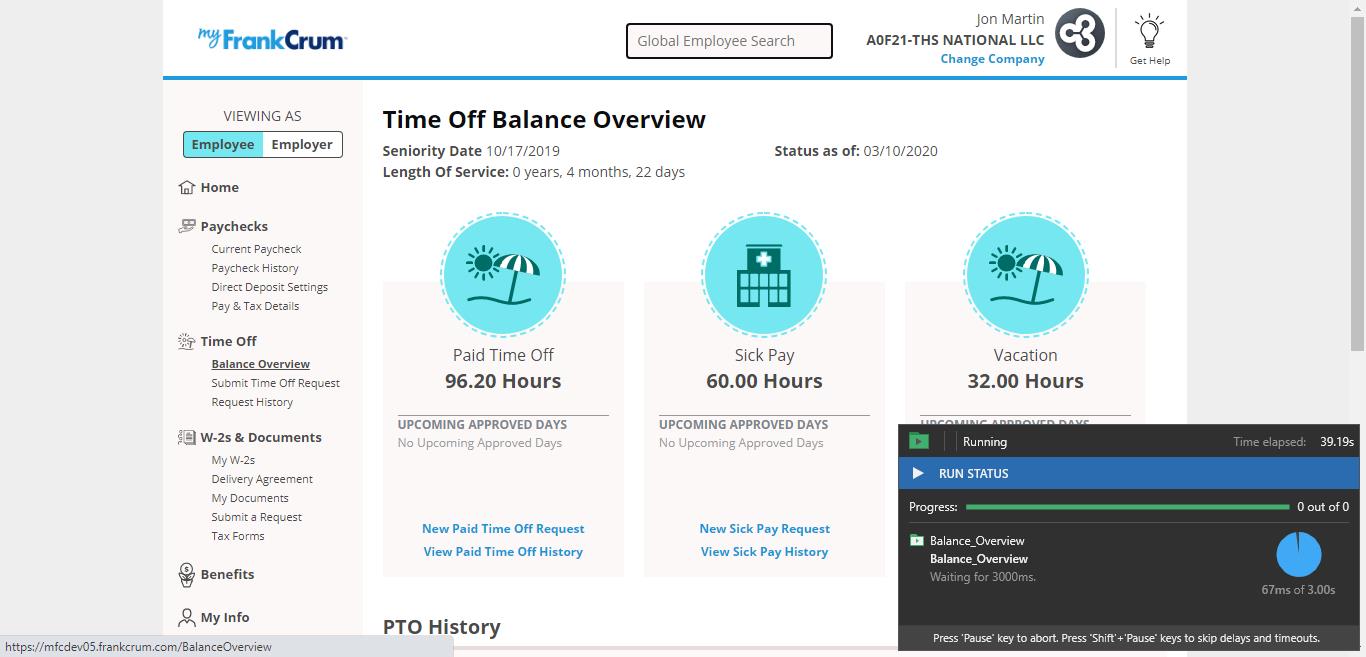 myFrankCrum
Global Employee Search
Jon Martin
A0F21-THS NATIONAL LLC
Change Company
Get Help
VIEWING AS
Employee Employer
Home
Paychecks
Current Paycheck
Paycheck History
Direct Deposit Settings
Pay & Tax Details
Time Off
Balance Overview
Submit Time Off Request
Request History
W-2s & Documents
My W-2s
Delivery Agreement
My Documents
Submit a Request
Tax Forms
Benefits
My Info
Time Off Balance Overview
Seniority Date 10/17/2019 Status as of: 03/10/2020
Length Of Service: 0 years, 4 months, 22 days
Paid Time Off
96.20 Hours
UPCOMING APPROVED DAYS
No Upcoming Approved Days
New Paid Time Off Request
View Paid Time Off History
Sick Pay
60.00 Hours
UPCOMING APPROVED DAYS
No Upcoming Approved Days
New Sick Pay Request
View Sick Pay History
Vacation
32.00 Hours
UPCOMING APPROVED DAYS
PTO History
Running Time elapsed: 39.19s
RUN STATUS
Progress: 0 out of 0
Balance_Overview
Balance_Overview
Waiting for 3000ms.
67ms of 3.00s
Press 'Pause' key to abort. Press 'Shift'+'Pause' keys to skip delays and timeouts.
https://mfcdev05.frankcrum.com/BalanceOverview